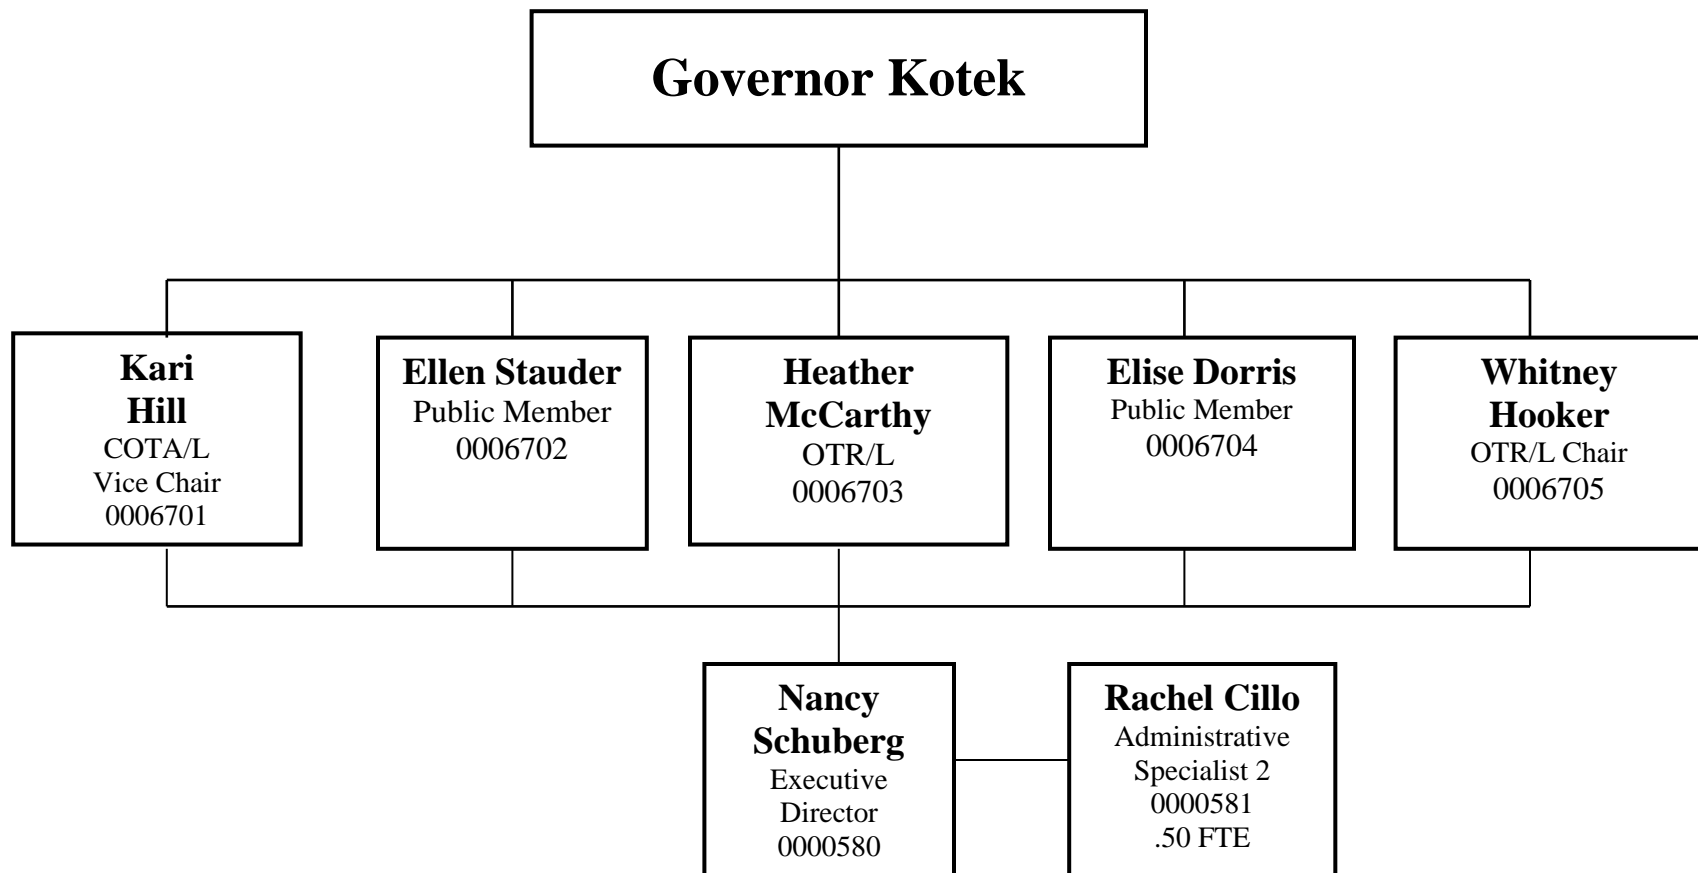 Governor Kotek
Kari
Hill
COTA/L
Vice Chair
0006701
Ellen Stauder
Public Member
0006702
Heather
McCarthy
OTR/L
0006703
Elise Dorris
Public Member
0006704
Whitney
Hooker
OTR/L Chair
0006705
Nancy
Schuberg
Executive
Director
0000580
Rachel Cillo
Administrative
Specialist 2
0000581
.50 FTE